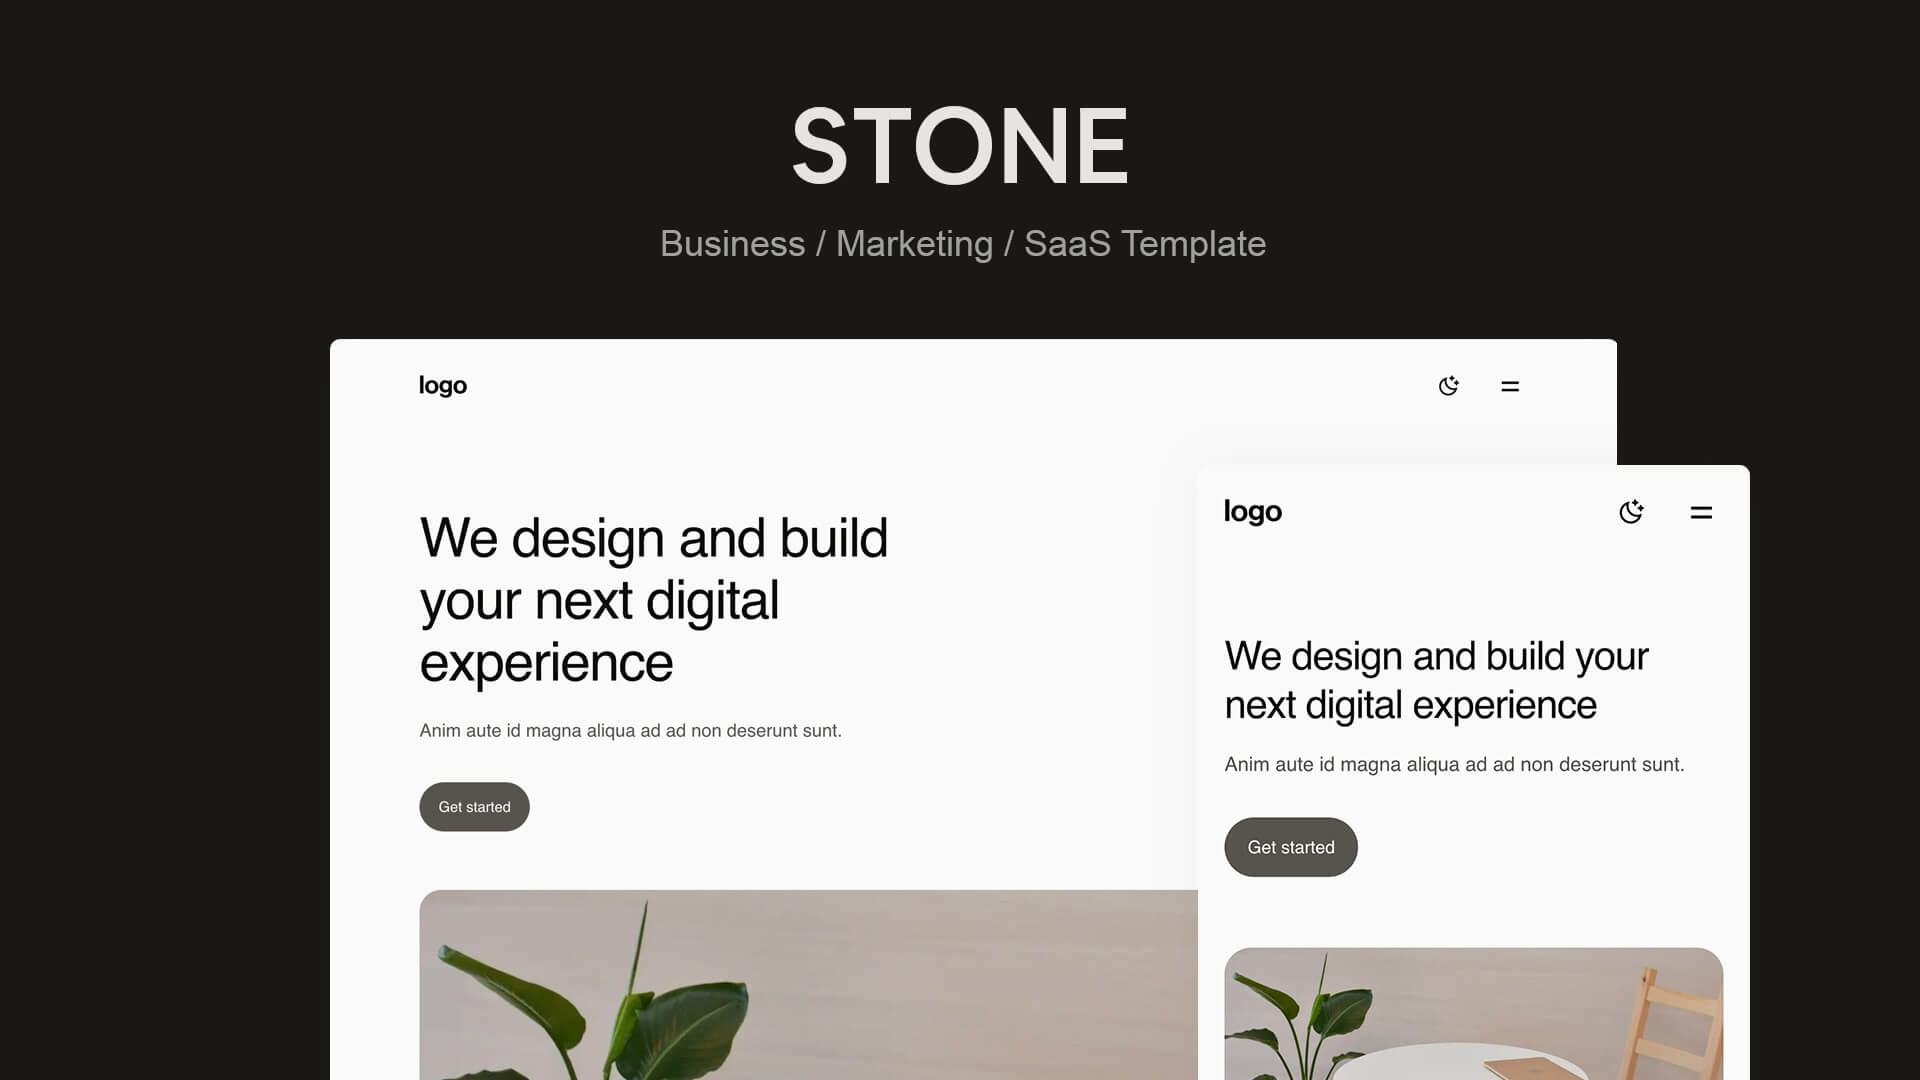 STONE
Business / Marketing / SaaS Template
logo
We design and build
your next digital
experience
Anim aute id magna aliqua ad ad non deserunt sunt.
Get started
logo
We design and build your
next digital experience
Anim aute id magna aliqua ad ad non deserunt sunt.
Get started